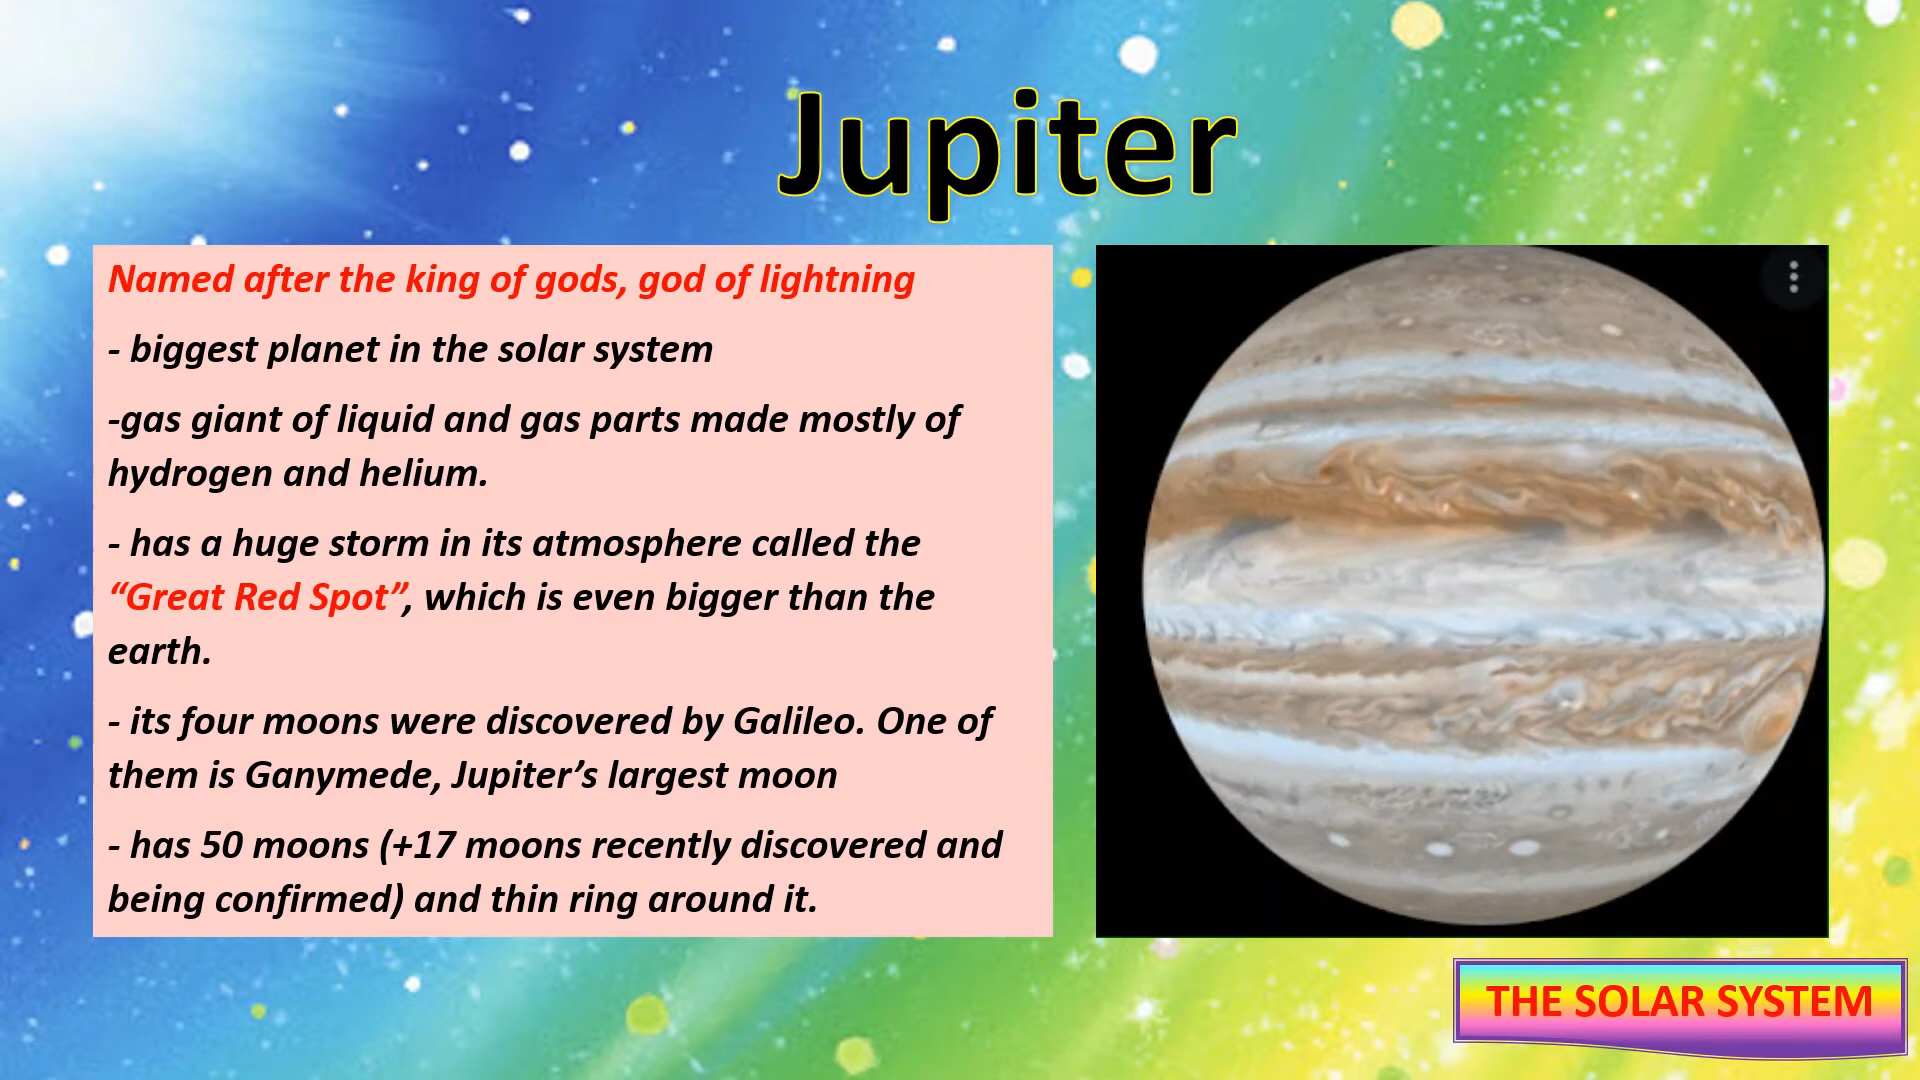 Jupiter
Named after the king of gods, god of lightning
- biggest planet in the solar system
-gas giant of liquid and gas parts made mostly of
hydrogen and helium.
- has a huge storm in its atmosphere called the
“Great Red Spot”, which is even bigger than the
earth.
- its four moons were discovered by Galileo. One of
them is Ganymede, Jupiter’s largest moon
- has 50 moons (+17 moons recently discovered and
being confirmed) and thin ring around it.
THE SOLAR SYSTEM